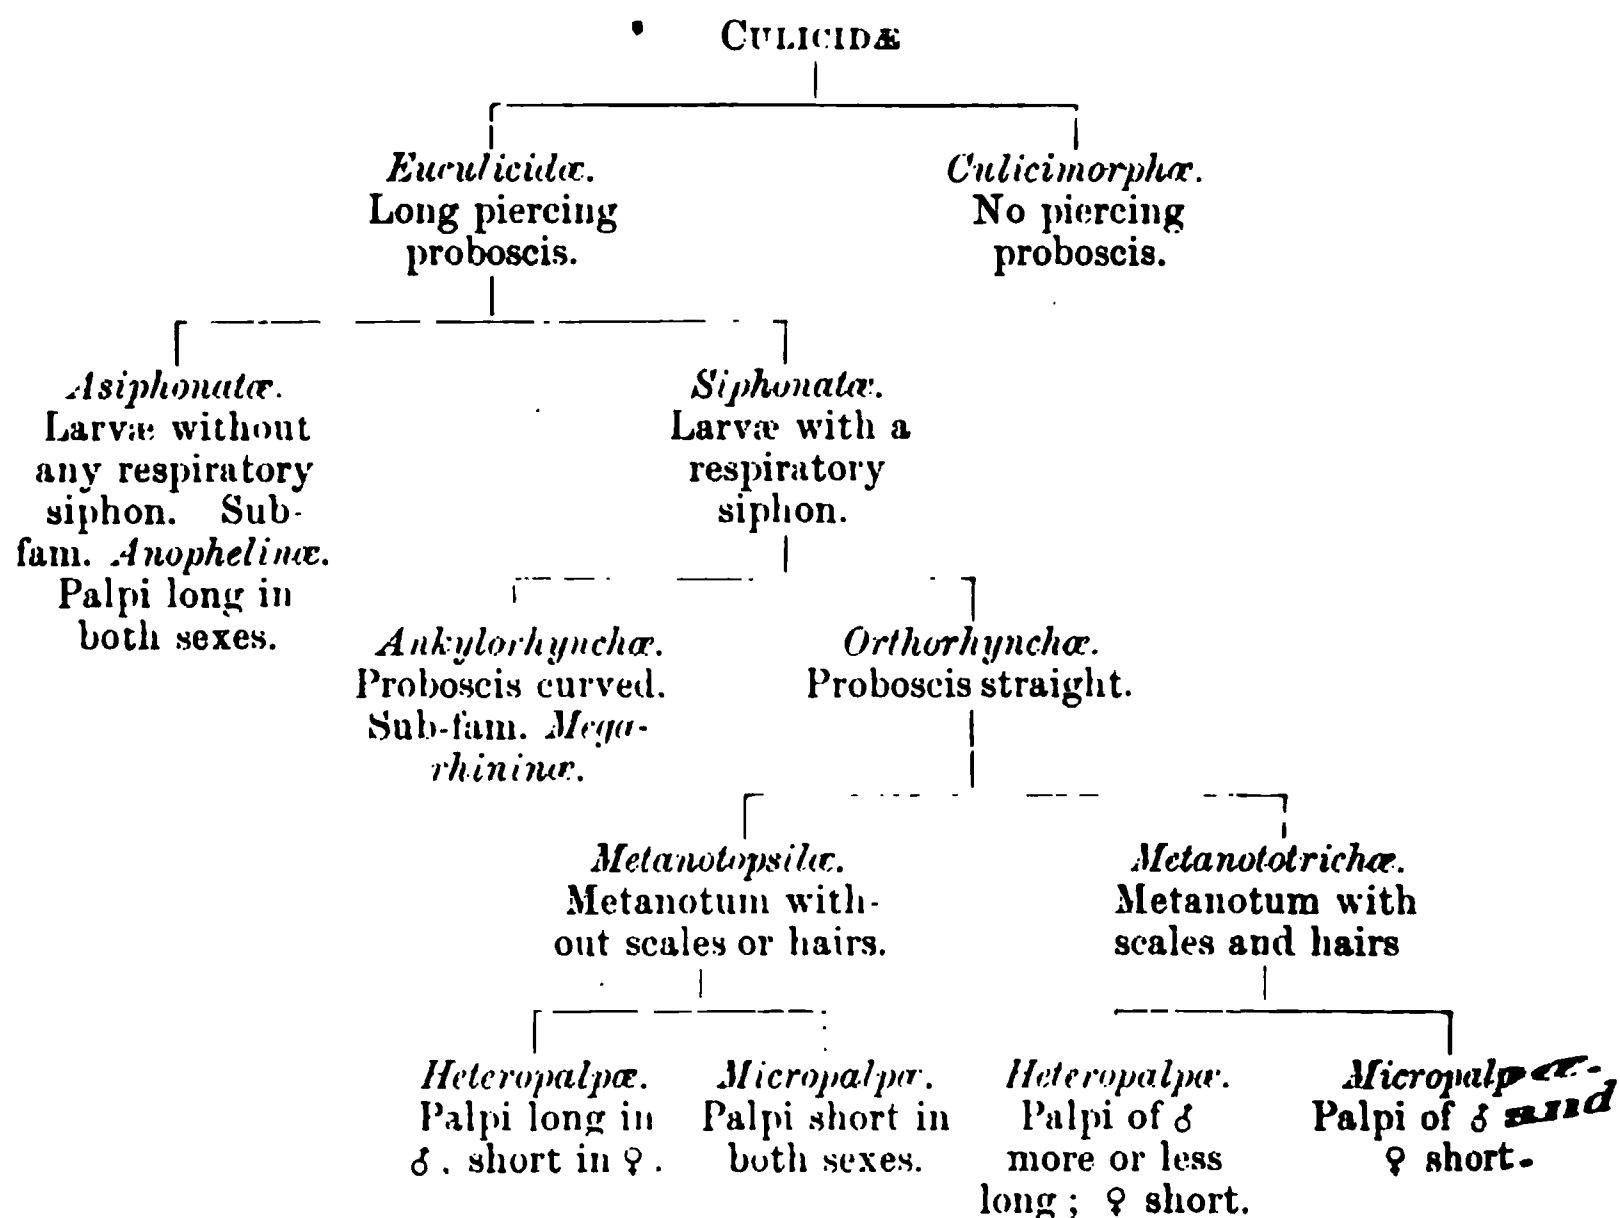 CULICIDÆ
Euculicidæ.
Long piercing
proboscis.
Culicimorphæ.
No piercing
proboscis.
Asiphonatæ.
Larvæ without
any respiratory
siphon. Sub-
fam. Anophelinæ.
Palpi long in
both sexes.
Siphonatæ.
Larvæ with a
respiratory
siphon.
Ankylorhynchæ.
Proboscis curved.
Sub-fam. Mega-
rhininæ.
Orthorhynchæ.
Proboscis straight.
Metanotopsilæ.
Metanotum with-
out scales or hairs.
Metanototrichæ.
Metanotum with
scales and hairs
Heteropalpæ.
Palpi long in
♂, short in ♀.
Micropalpæ.
Palpi short in
both sexes.
Heteropalpæ.
Palpi of ♂
more or less
long; ♀ short.
Micropalpæ.
Palpi of ♂ and
♀ short.